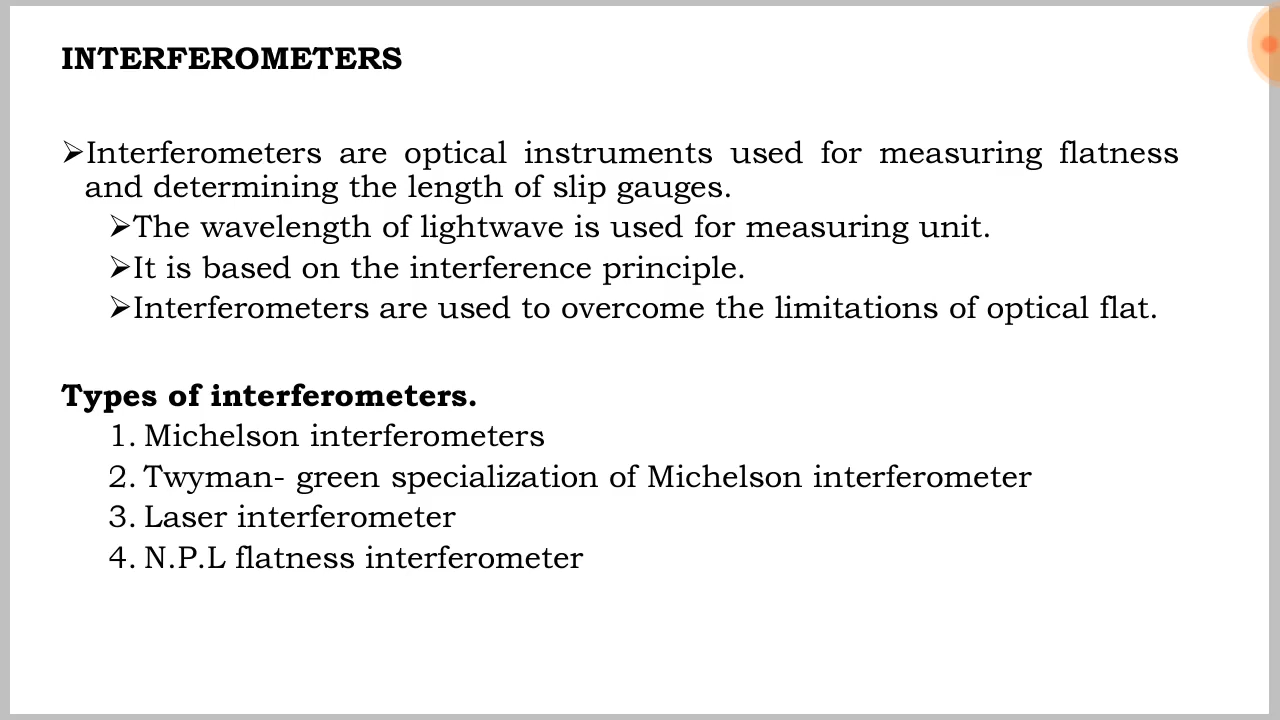 INTERFEROMETERS
➢Interferometers are optical instruments used for measuring flatness
and determining the length of slip gauges.
➢The wavelength of lightwave is used for measuring unit.
➢It is based on the interference principle.
➢Interferometers are used to overcome the limitations of optical flat.
Types of interferometers.
1. Michelson interferometers
2. Twyman- green specialization of Michelson interferometer
3. Laser interferometer
4. N.P.L flatness interferometer